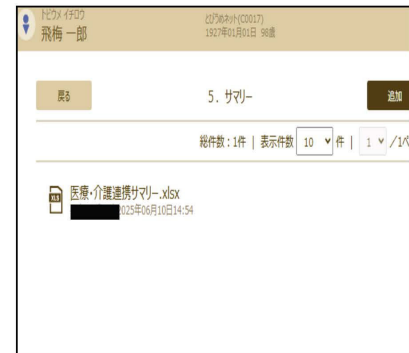 トビウメ イチロウ
飛梅 一郎
とびうめネット(C0017)
1927年01月01日 98歳
戻る
5. サマリー
追加
総件数:1件 | 表示件数 10 件 | 1 /1ペ
XLS
医療・介護連携サマリー.xlsx
025年06月10日14:54